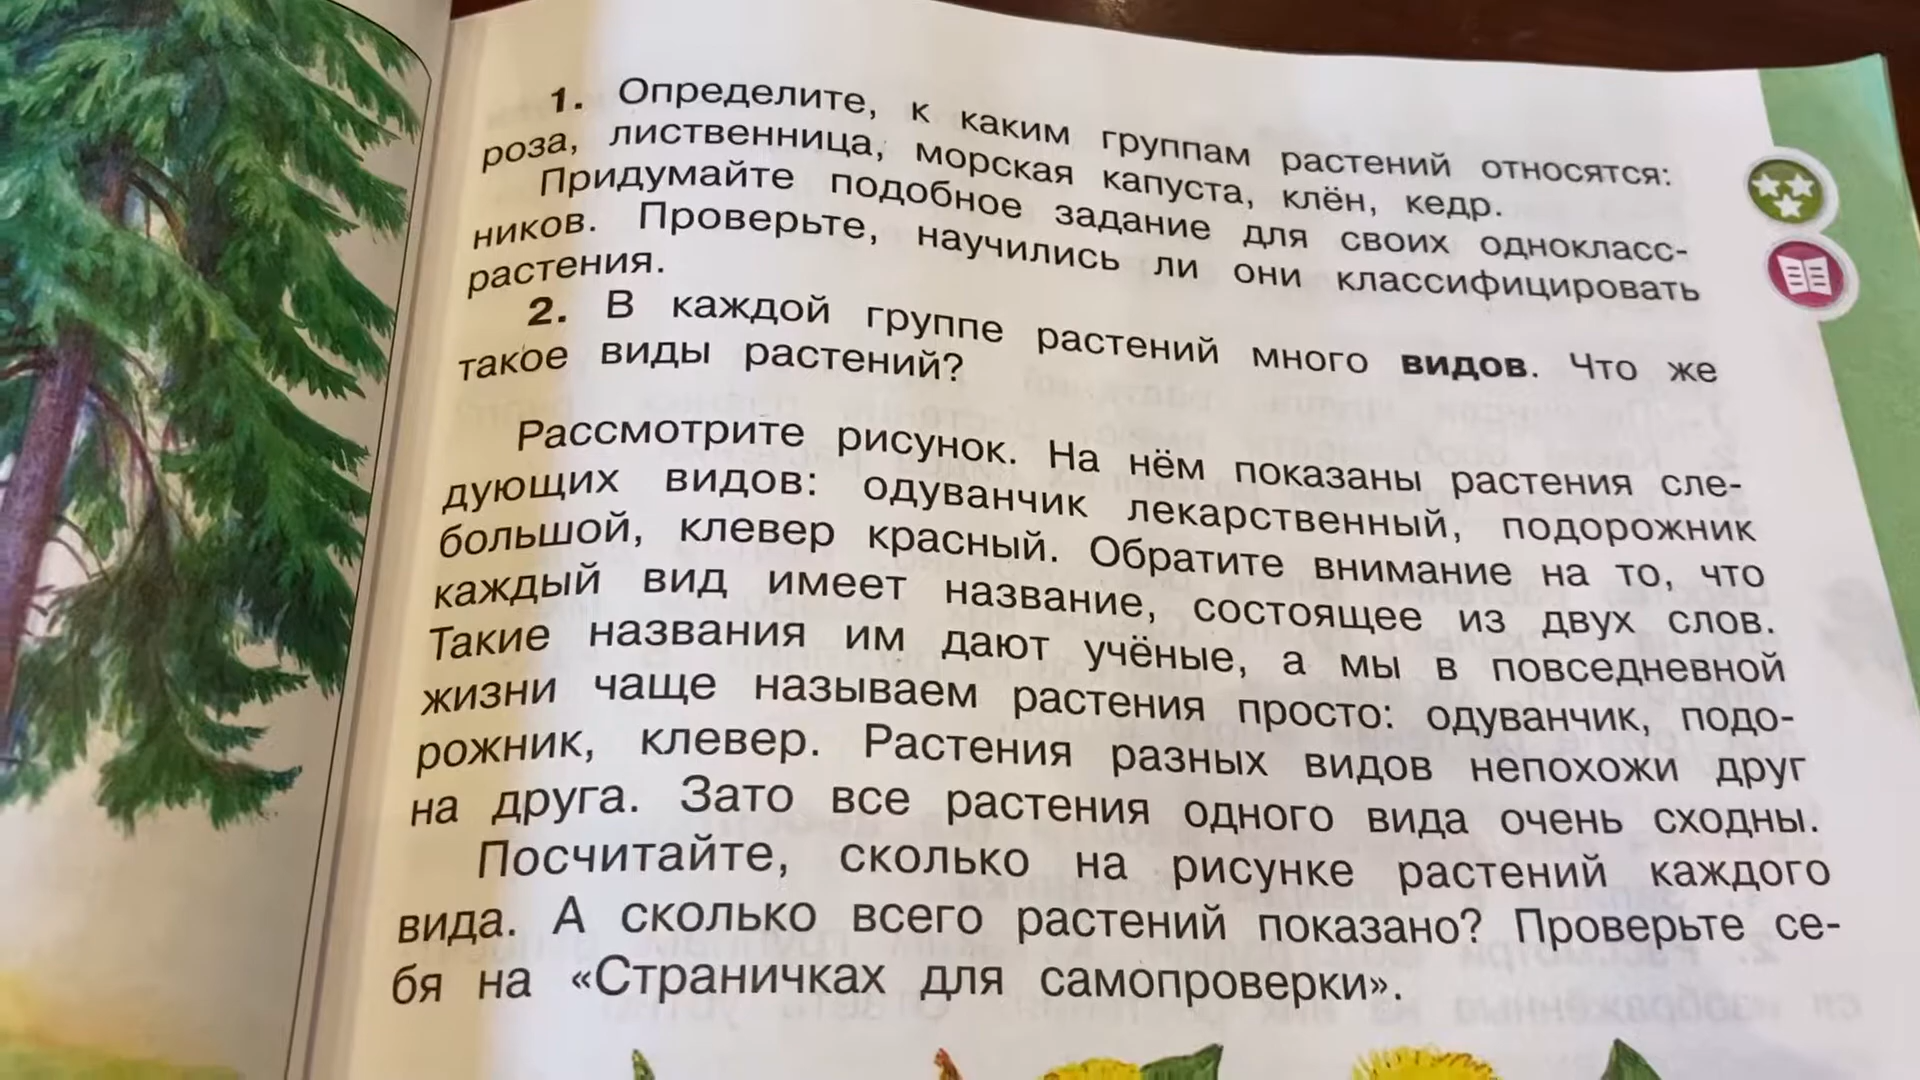 1. Определите, к каким группам растений относятся:
роза, лиственница, морская капуста, клён, кедр.
Придумайте подобное задание для своих однокласс-
ников. Проверьте, научились ли они классифицировать
растения.
2. В каждой группе растений много видов. Что же
такое виды растений?
Рассмотрите рисунок. На нём показаны растения сле-
дующих видов: одуванчик лекарственный, подорожник
большой, клевер красный. Обратите внимание на то, что
каждый вид имеет название, состоящее из двух слов.
Такие названия им дают учёные, а мы в повседневной
жизни чаще называем растения просто: одуванчик, подо-
рожник, клевер. Растения разных видов непохожи друг
на друга. Зато все растения одного вида очень сходны.
Посчитайте, сколько на рисунке растений каждого
вида. А сколько всего растений показано? Проверьте се-
бя на «Страничках для самопроверки».